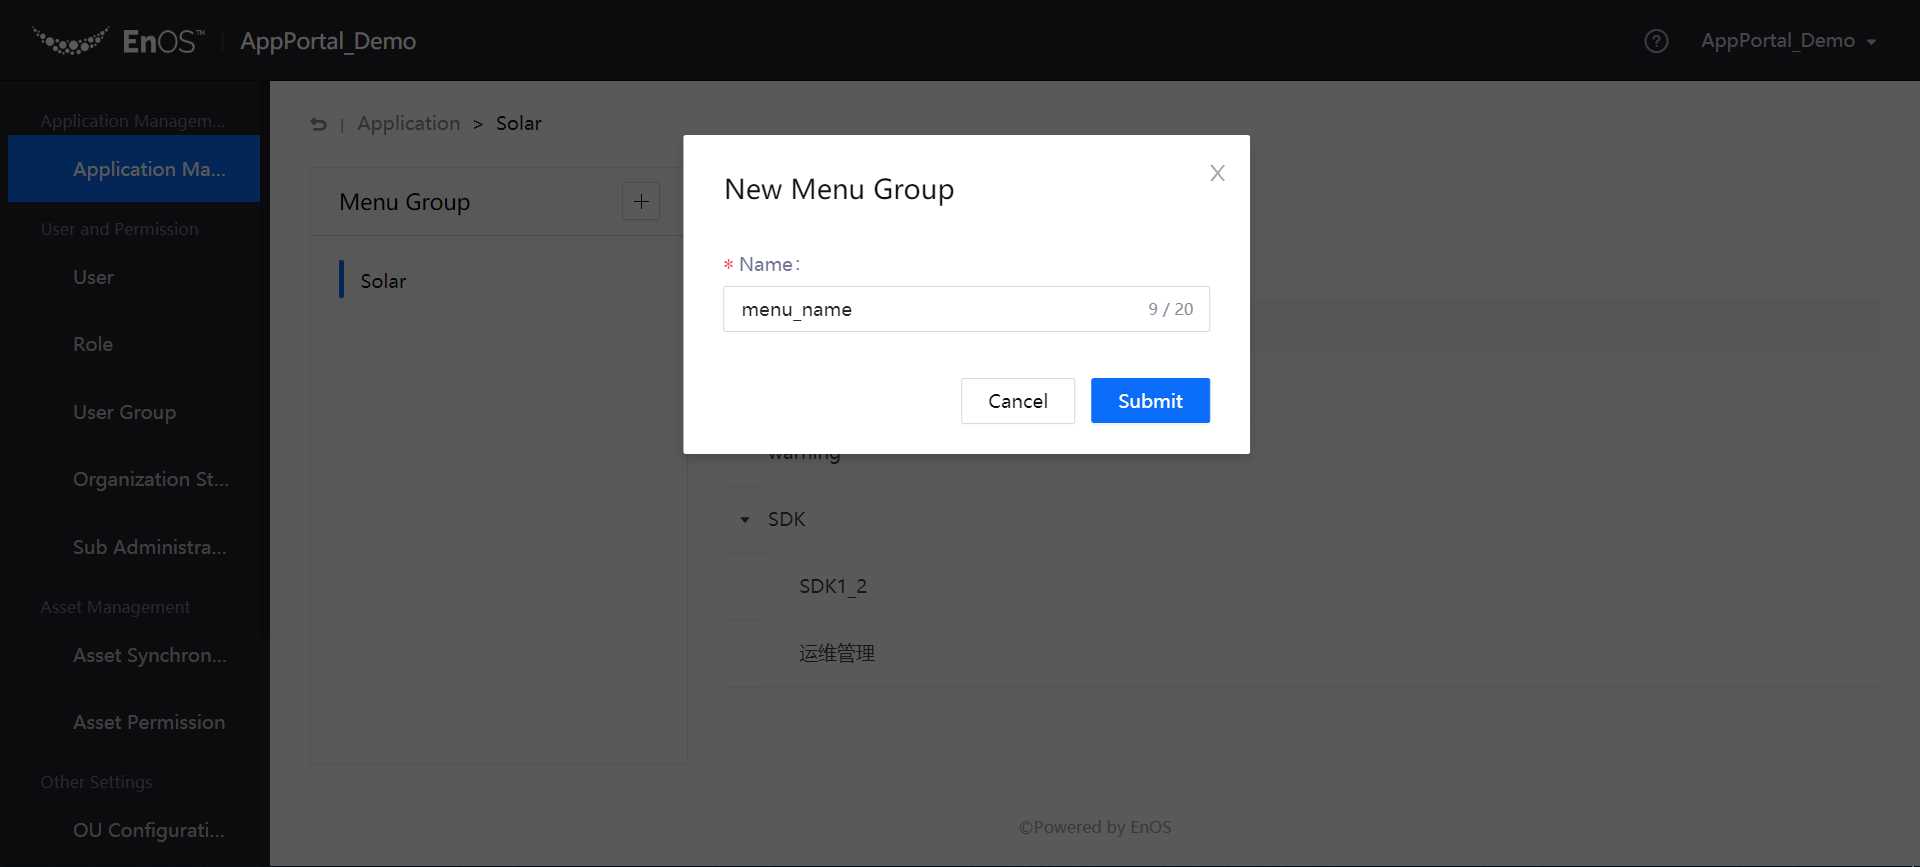 EnOS™ AppPortal_Demo
AppPortal_Demo
Application Managem...
Application Ma...
User and Permission
User
Role
User Group
Organization St...
Sub Administra...
Asset Management
Asset Synchron...
Asset Permission
Other Settings
OU Configurati...
Application > Solar
Menu Group
Solar
New Menu Group
X
* Name:
menu_name 9 / 20
Cancel Submit
warning
SDK
SDK1_2
运维管理
©Powered by EnOS